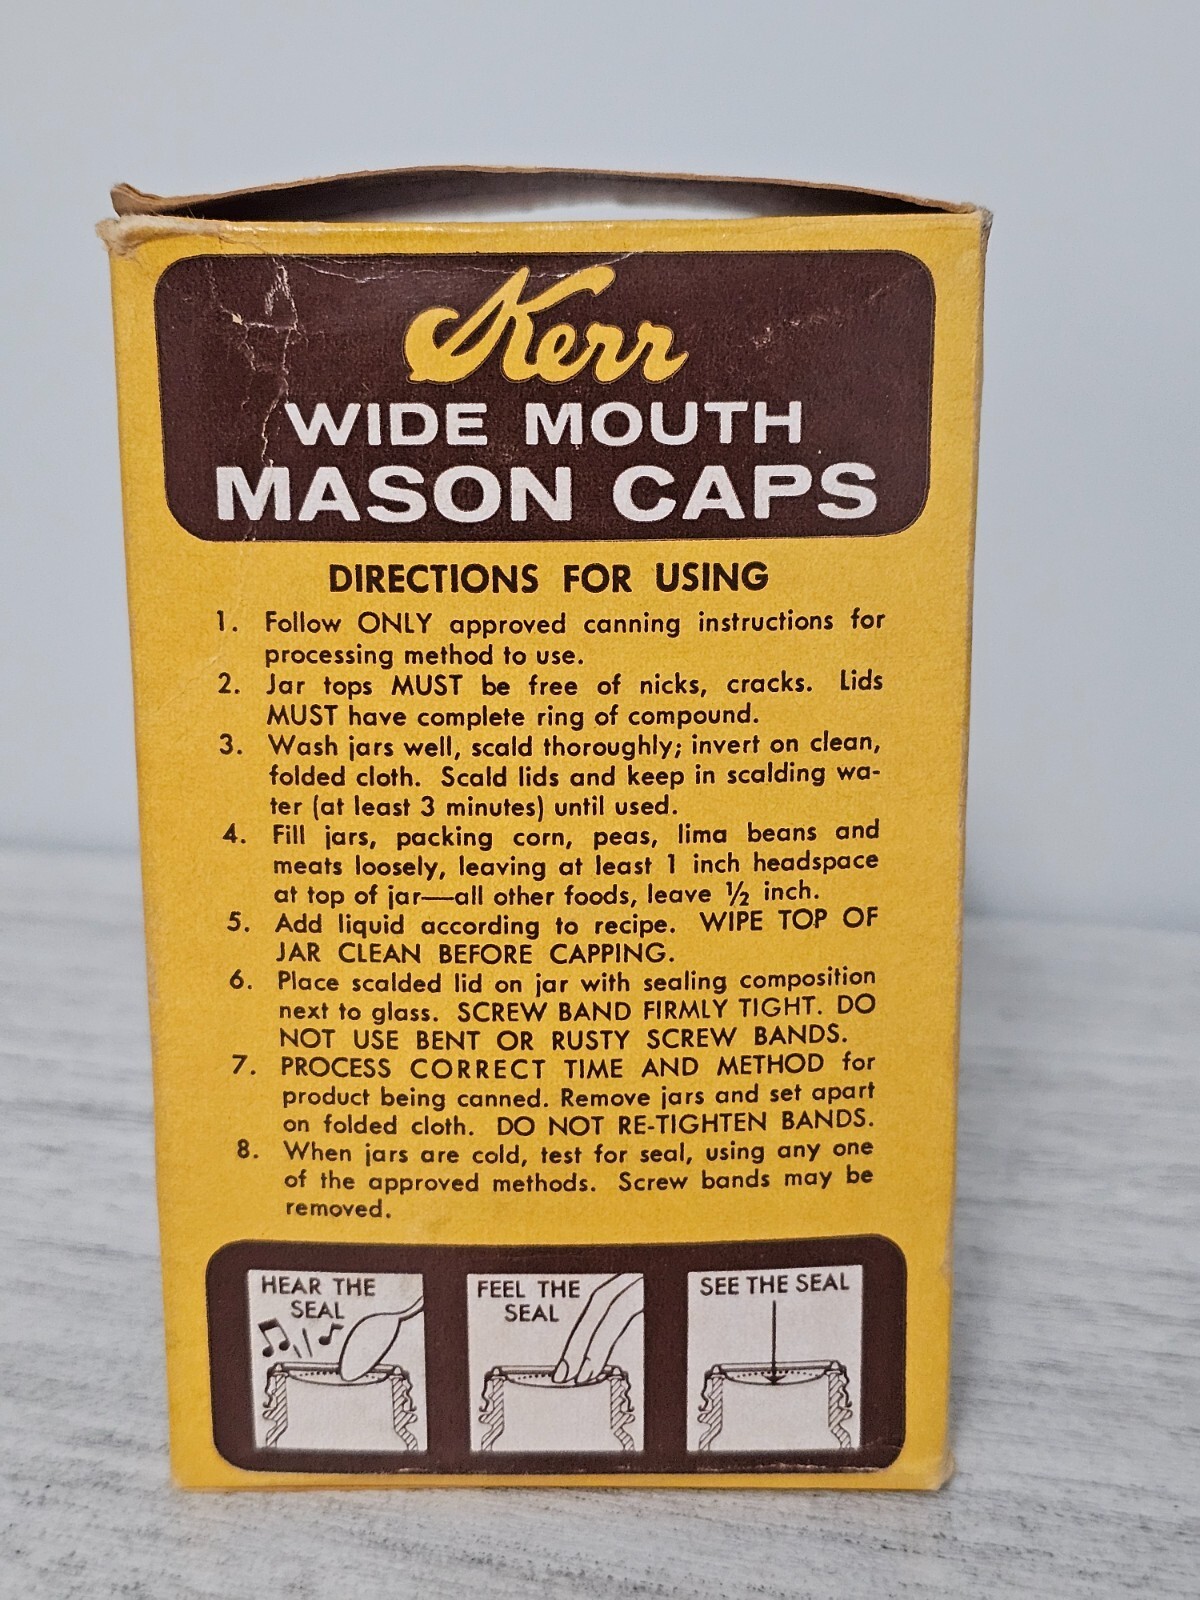 Kerr
WIDE MOUTH
MASON CAPS
DIRECTIONS FOR USING
1. Follow ONLY approved canning instructions for
processing method to use.
2. Jar tops MUST be free of nicks, cracks. Lids
MUST have complete ring of compound.
3. Wash jars well, scald thoroughly; invert on clean,
folded cloth. Scald lids and keep in scalding wa-
ter (at least 3 minutes) until used.
4. Fill jars, packing corn, peas, lima beans and
meats loosely, leaving at least 1 inch headspace
at top of jar—all other foods, leave ½ inch.
5. Add liquid according to recipe. WIPE TOP OF
JAR CLEAN BEFORE CAPPING.
6. Place scalded lid on jar with sealing composition
next to glass. SCREW BAND FIRMLY TIGHT. DO
NOT USE BENT OR RUSTY SCREW BANDS.
7. PROCESS CORRECT TIME AND METHOD for
product being canned. Remove jars and set apart
on folded cloth. DO NOT RE-TIGHTEN BANDS.
8. When jars are cold, test for seal, using any one
of the approved methods. Screw bands may be
removed.
HEAR THE
SEAL
FEEL THE
SEAL
SEE THE SEAL